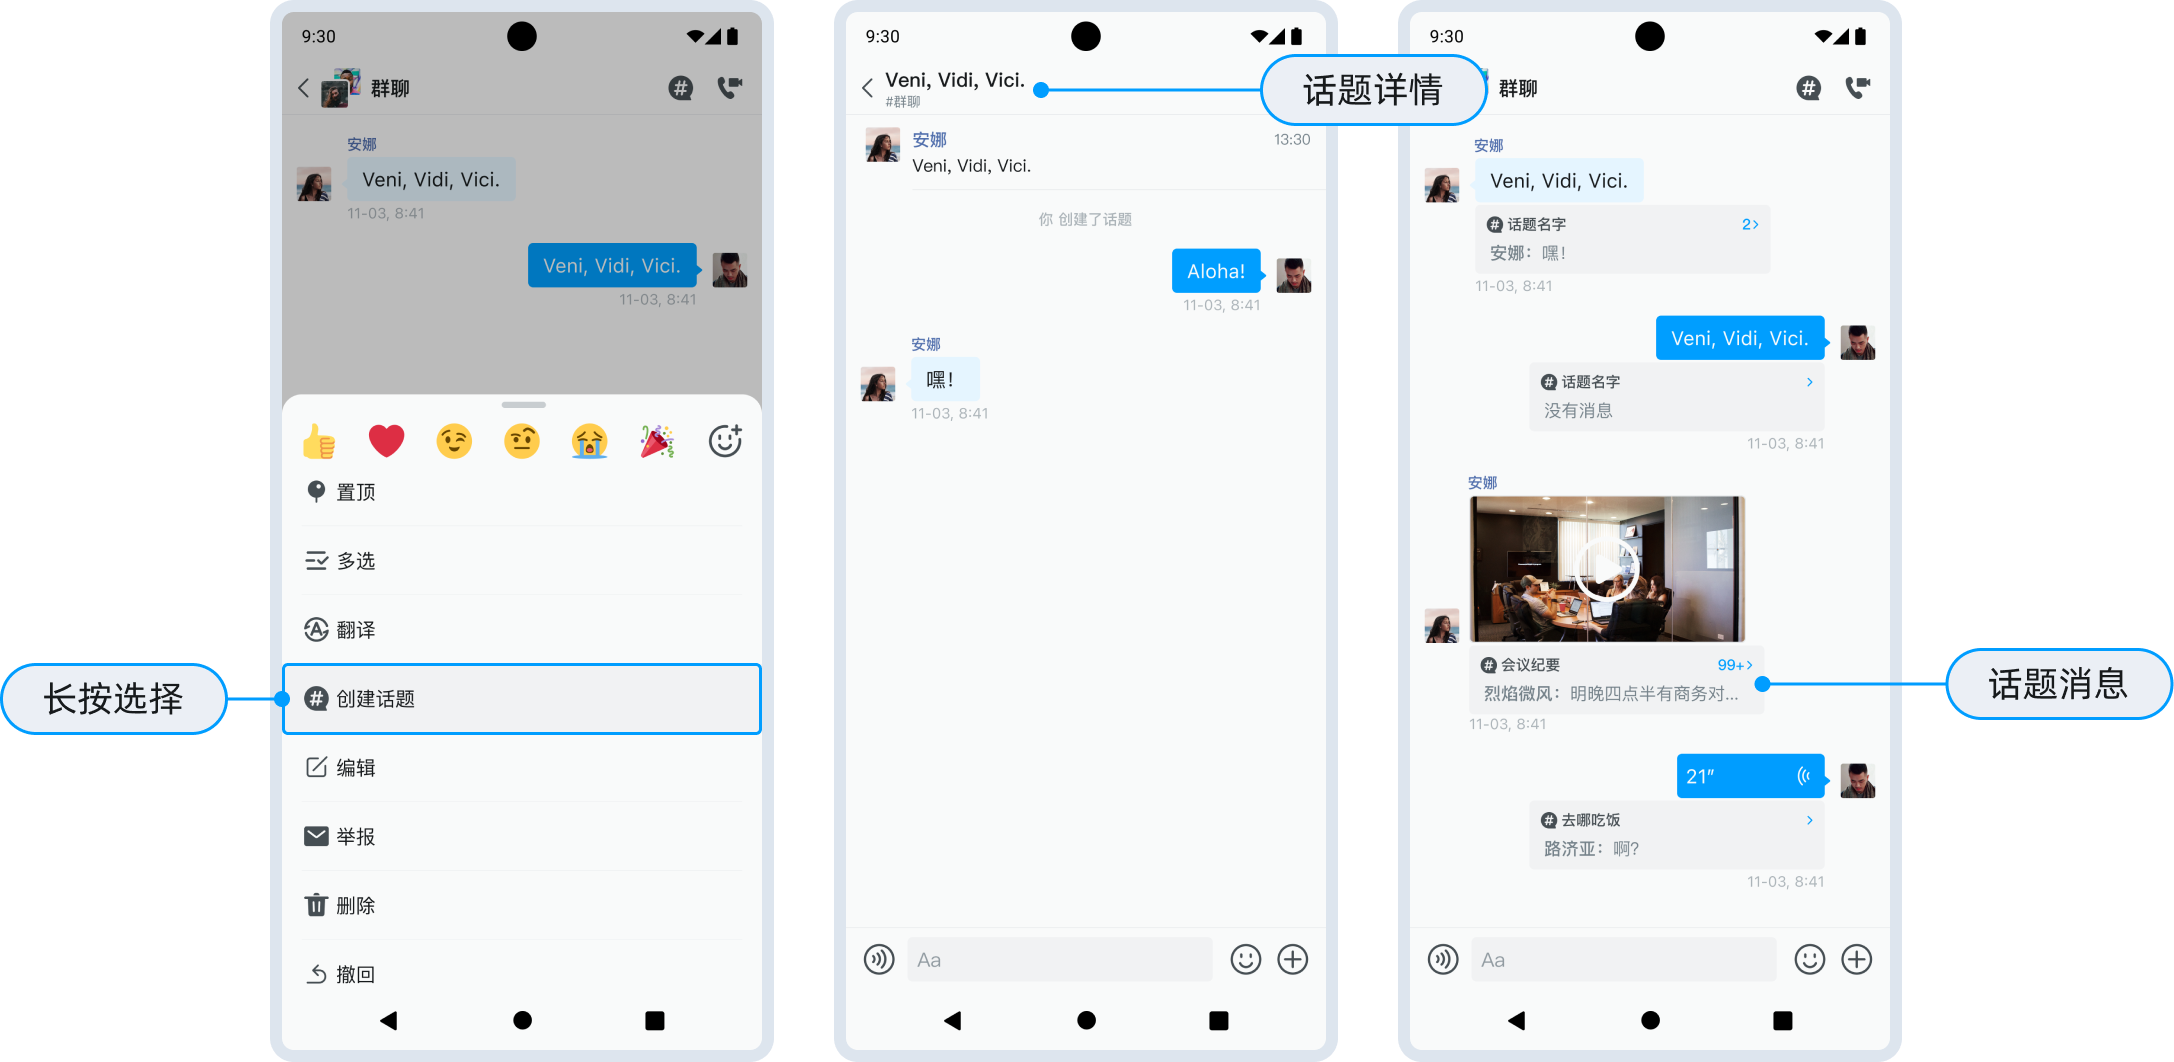 长按选择
9:30
群聊
安娜
Veni, Vidi, Vici.
11-03, 8:41
Veni, Vidi, Vici.
11-03, 8:41
置顶
多选
翻译
创建话题
编辑
举报
删除
撤回
9:30
Veni, Vidi, Vici.
#群聊
话题详情
安娜
13:30
Veni, Vidi, Vici.
你 创建了话题
Aloha!
11-03, 8:41
安娜
嘿！
11-03, 8:41
Aa
9:30
群聊
安娜
Veni, Vidi, Vici.
话题名字
2
安娜：嘿！
11-03, 8:41
Veni, Vidi, Vici.
话题名字
没有消息
11-03, 8:41
安娜
会议纪要
99+
烈焰微风：明晚四点半有商务对...
11-03, 8:41
21"
去哪吃饭
路济亚：啊?
11-03, 8:41
Aa
话题消息